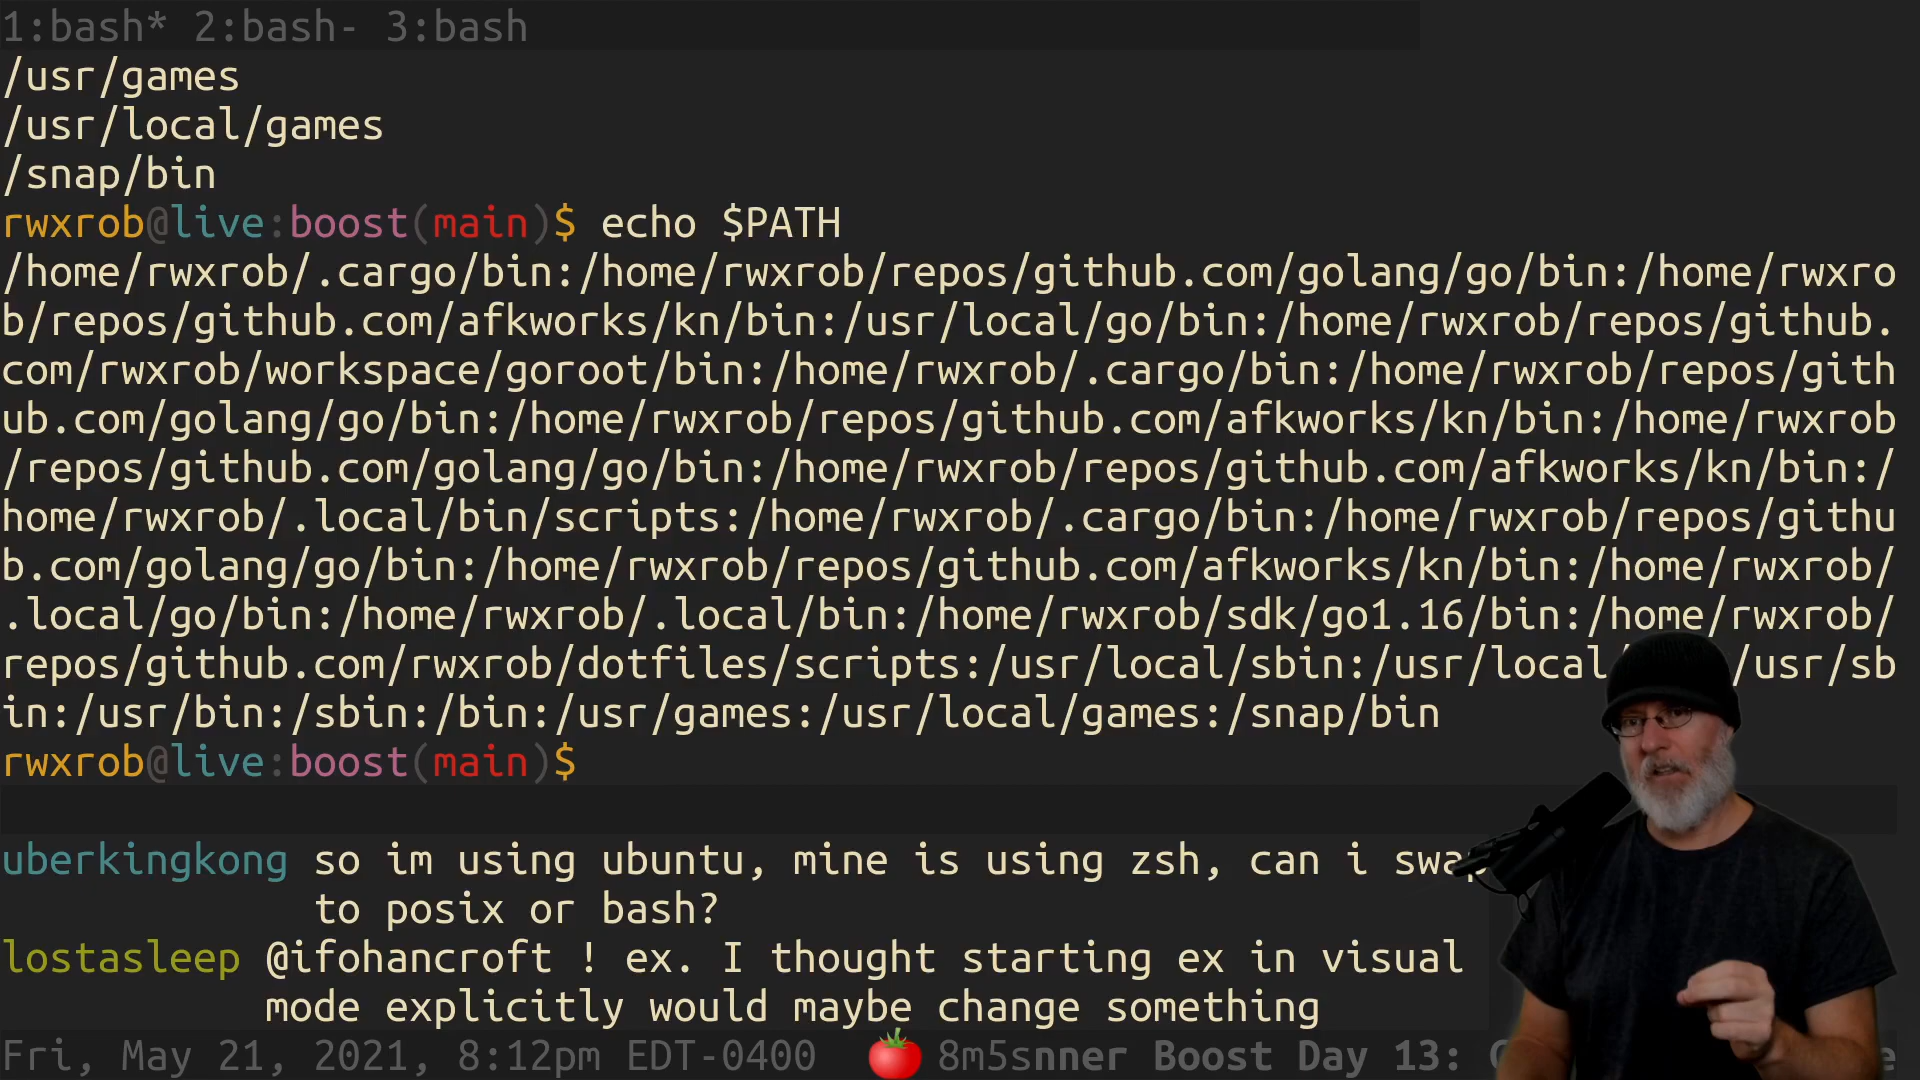 1:bash* 2:bash- 3:bash
/usr/games
/usr/local/games
/snap/bin
rwxrob@live:boost(main)$ echo $PATH
/home/rwxrob/.cargo/bin:/home/rwxrob/repos/github.com/golang/go/bin:/home/rwxro
b/repos/github.com/afkworks/kn/bin:/usr/local/go/bin:/home/rwxrob/repos/github.
com/rwxrob/workspace/goroot/bin:/home/rwxrob/.cargo/bin:/home/rwxrob/repos/gith
ub.com/golang/go/bin:/home/rwxrob/repos/github.com/afkworks/kn/bin:/home/rwxrob
/repos/github.com/golang/go/bin:/home/rwxrob/repos/github.com/afkworks/kn/bin:/
home/rwxrob/.local/bin/scripts:/home/rwxrob/.cargo/bin:/home/rwxrob/repos/githu
b.com/golang/go/bin:/home/rwxrob/repos/github.com/afkworks/kn/bin:/home/rwxrob/
.local/go/bin:/home/rwxrob/.local/bin:/home/rwxrob/sdk/go1.16/bin:/home/rwxrob/
repos/github.com/rwxrob/dotfiles/scripts:/usr/local/sbin:/usr/local/ /usr/sb
in:/usr/bin:/sbin:/bin:/usr/games:/usr/local/games:/snap/bin
rwxrob@live:boost(main)$
uberkingkong so im using ubuntu, mine is using zsh, can i swap
to posix or bash?
lostasleep @ifohancroft ! ex. I thought starting ex in visual
mode explicitly would maybe change something
Fri, May 21, 2021, 8:12pm EDT-0400 🍅 8m5snner Boost Day 13: